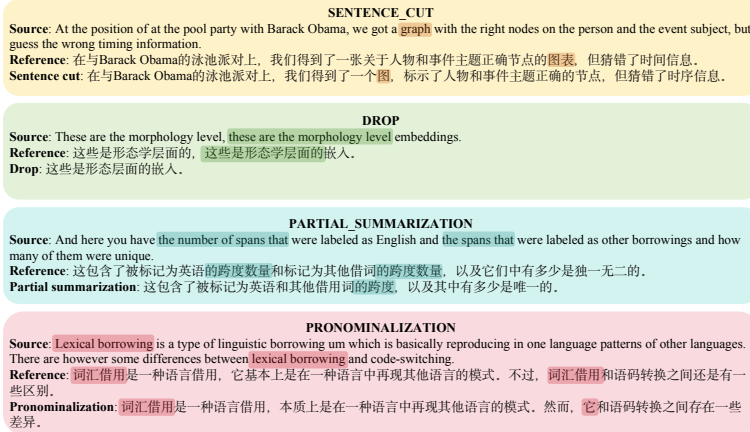 SENTENCE_CUT
Source: At the position of at the pool party with Barack Obama, we got a graph with the right nodes on the person and the event subject, but
guess the wrong timing information.
Reference: 在与Barack Obama的泳池派对上，我们得到了一张关于人物和事件主题正确节点的图表，但猜错了时间信息。
Sentence cut: 在与Barack Obama的泳池派对上，我们得到了一个图，标示了人物和事件主题正确的节点，但猜错了时序信息。
DROP
Source: These are the morphology level, these are the morphology level embeddings.
Reference: 这些是形态学层面的，这些是形态学层面的嵌入。
Drop: 这些是形态层面的嵌入。
PARTIAL_SUMMARIZATION
Source: And here you have the number of spans that were labeled as English and the spans that were labeled as other borrowings and how
many of them were unique.
Reference: 这包含了被标记为英语的跨度数量和标记为其他借词的跨度数量，以及它们中有多少是独一无二的。
Partial summarization: 这包含了被标记为英语和其他借用词的跨度，以及其中有多少是唯一的。
PRONOMINALIZATION
Source: Lexical borrowing is a type of linguistic borrowing um which is basically reproducing in one language patterns of other languages.
There are however some differences between lexical borrowing and code-switching.
Reference: 词汇借用是一种语言借用，它基本上是在一种语言中再现其他语言的模式。不过，词汇借用和语码转换之间还是有一
些区别。
Pronominalization: 词汇借用是一种语言借用，本质上是在一种语言中再现其他语言的模式。然而，它和语码转换之间存在一些
差异。